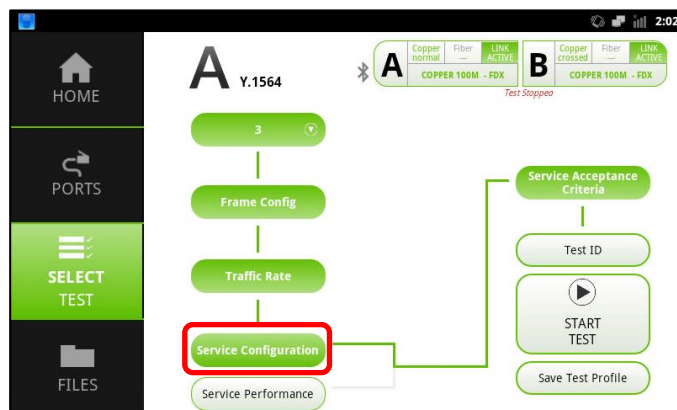 2:02
HOME
PORTS
SELECT
TEST
FILES
A Y.1564
A
Copper
normal
Fiber
—
LINK
ACTIVE
COPPER 100M - FDX
B
Copper
crossed
Fiber
—
LINK
ACTIVE
COPPER 100M - FDX
Test Stopped
3
Frame Config
Traffic Rate
Service Configuration
Service Performance
Service Acceptance
Criteria
Test ID
START
TEST
Save Test Profile